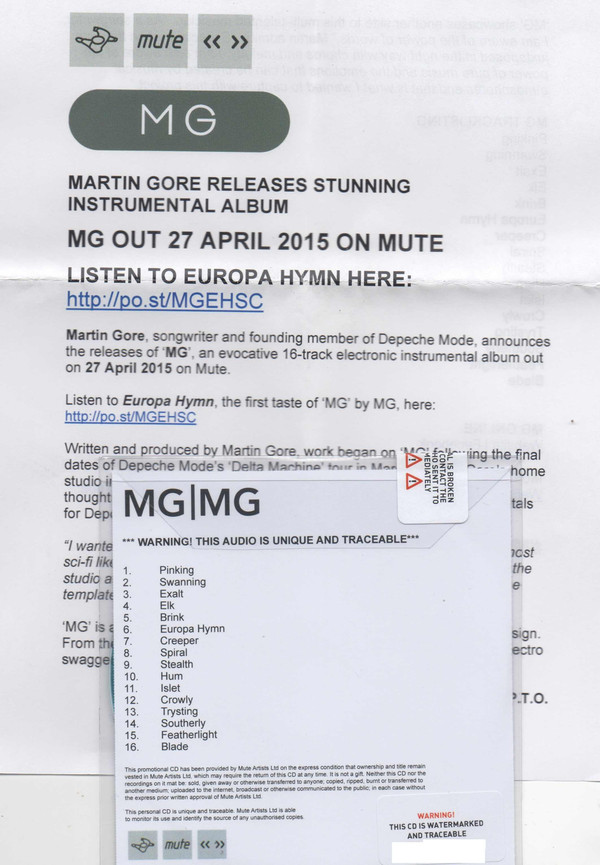 mute << >>
MG
MARTIN GORE RELEASES STUNNING
INSTRUMENTAL ALBUM
MG OUT 27 APRIL 2015 ON MUTE
LISTEN TO EUROPA HYMN HERE:
http://po.st/MGEHSC
Martin Gore, songwriter and founding member of Depeche Mode, announces
the releases of 'MG', an evocative 16-track electronic instrumental album out
on 27 April 2015 on Mute.
Listen to Europa Hymn, the first taste of 'MG' by MG, here:
http://po.st/MGEHSC
Written and produced by Martin Gore, work began on 'MG' following the final
dates of Depeche Mode's 'Delta Machine' tour in home
studio
thought tals
for
"I wante
sci-fi the
studio a
template
'MG' is sign.
From ectro
swagge
P.T.O.
IS BROKEN
CONTACT THE
SENT IT TO
MG|MG
*** WARNING! THIS AUDIO IS UNIQUE AND TRACEABLE***
1. Pinking
2. Swanning
3. Exalt
4. Elk
5. Brink
6. Europa Hymn
7. Creeper
8. Spiral
9. Stealth
10. Hum
11. Islet
12. Crowly
13. Trysting
14. Southerly
15. Featherlight
16. Blade
This promotional CD has been provided by Mute Artists Ltd on the express condition that ownership and title remain
vested in Mute Artists Ltd. which may require the return of this CD at any time. It is not a gift. Neither this CD nor the
recordings on it mat be: sold, given away or otherwise transferred to anyone; copied, ripped, burnt or transferred to
another medium; uploaded to the internet, broadcast or otherwise communicated to the public; in each case without
the express prior written approval of Mute Artists Ltd.
This personal CD is unique and traceable. Mute Artists Ltd. is able
to monitor its use and identify the source of any unauthorised copies.
mute << >>
WARNING!
THIS CD IS WATERMARKED
AND TRACEABLE